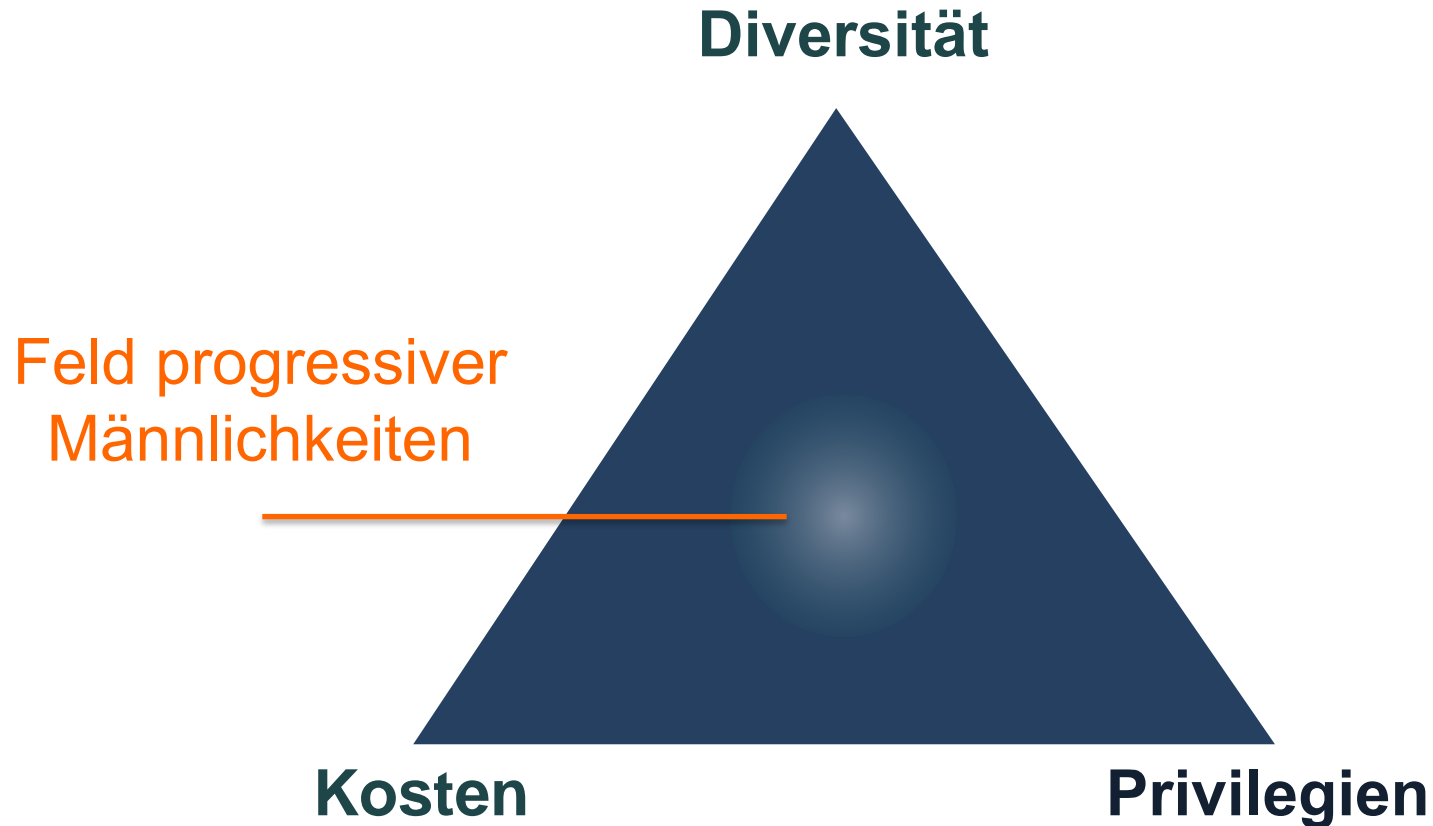 Diversität
Feld progressiver
Männlichkeiten
Kosten
Privilegien